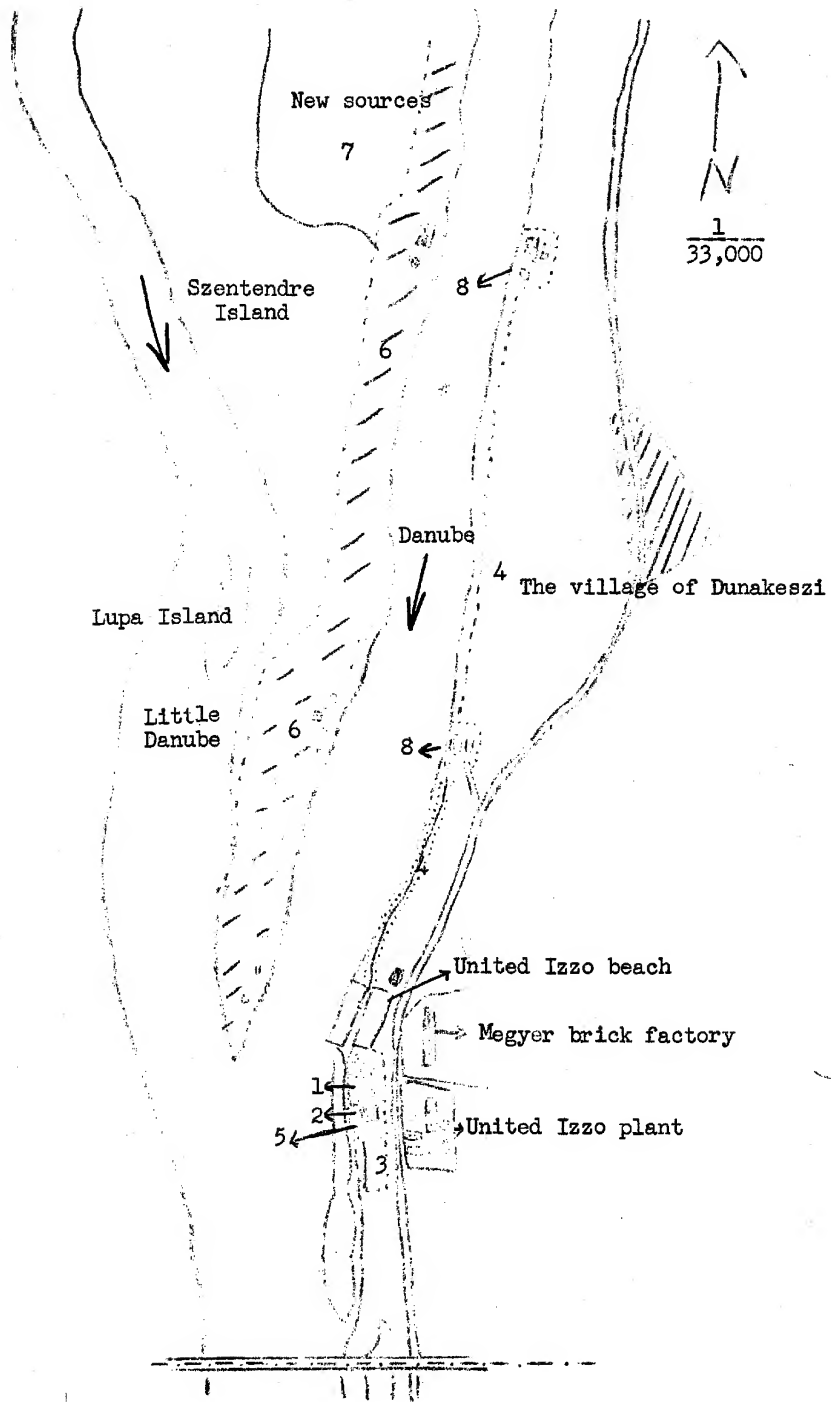 New sources
7
N
1
33,000
8
Szentendre
Island
6
Danube
4
The village of Dunakeszi
Lupa Island
Little
Danube
6
8
4
United Izzo beach
Megyer brick factory
1
2
United Izzo plant
5
3